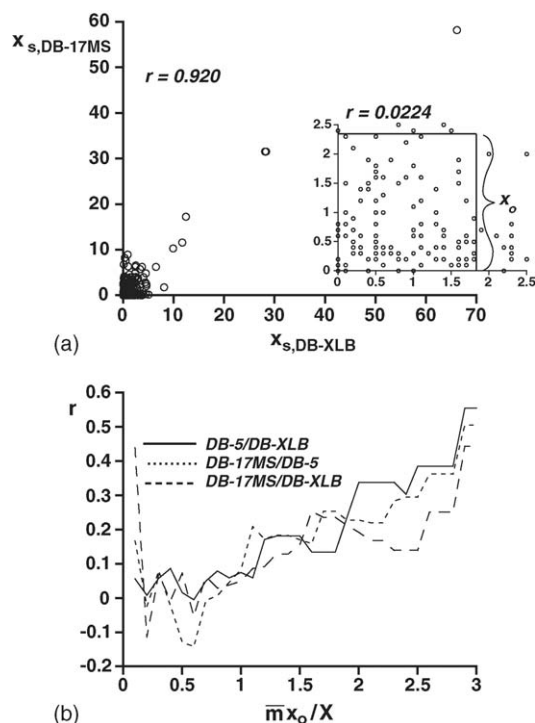 x s,DB-17MS
60
50
40
30
20
10
0
r = 0.920
r = 0.0224
2.5
2
1.5
1
0.5
0
xo
0 0.5 1 1.5 2 2.5
0 10 20 30 40 50 60 70
xs,DB-XLB
(a)
r
0.6
0.5
0.4
0.3
0.2
0.1
0
-0.1
-0.2
DB-5/DB-XLB
DB-17MS/DB-5
DB-17MS/DB-XLB
0 0.5 1 1.5 2 2.5 3
m̅ xo/X
(b)